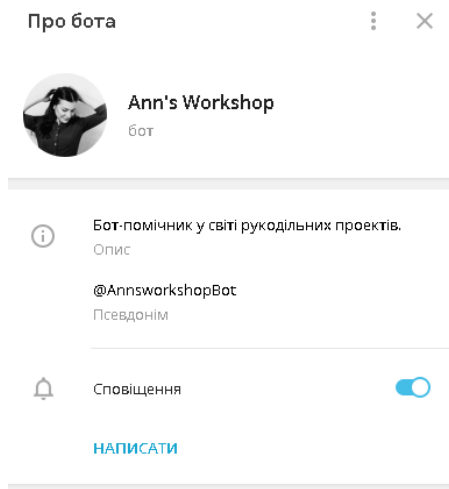 Про бота
Ann's Workshop
бот
Бот-помічник у світі рукодільних проектів.
Опис
@AnnsworkshopBot
Псевдонім
Сповіщення
НАПИСАТИ